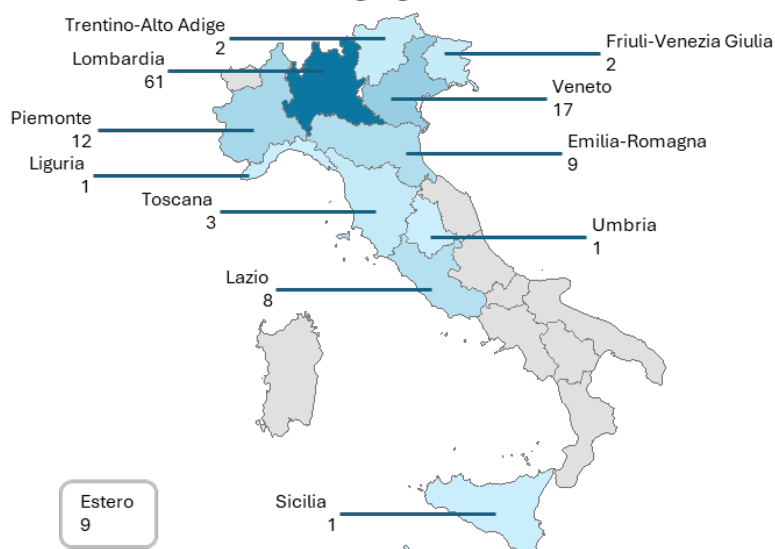 Trentino-Alto Adige
2
Friuli-Venezia Giulia
2
Lombardia
61
Veneto
17
Piemonte
12
Emilia-Romagna
9
Liguria
1
Toscana
3
Umbria
1
Lazio
8
Estero
9
Sicilia
1